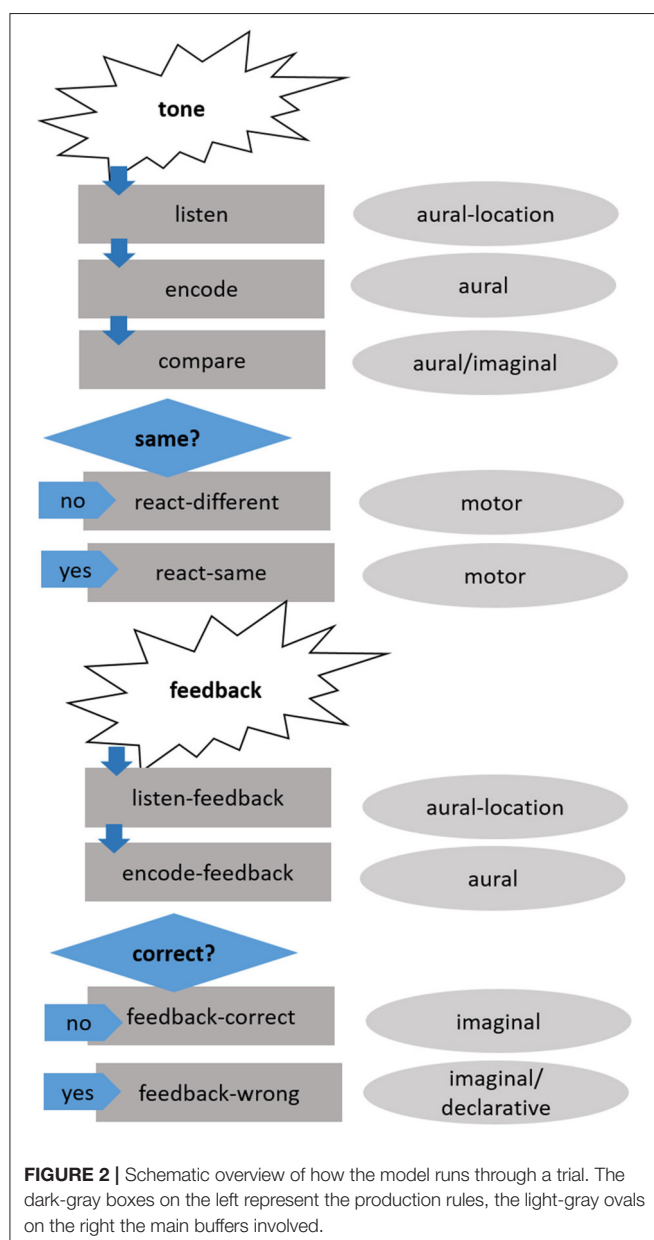 tone
listen aural-location
encode aural
compare aural/imaginal
same?
no react-different motor
yes react-same motor
feedback
listen-feedback aural-location
encode-feedback aural
correct?
no feedback-correct imaginal
yes feedback-wrong imaginal/
declarative
FIGURE 2 | Schematic overview of how the model runs through a trial. The
dark-gray boxes on the left represent the production rules, the light-gray ovals
on the right the main buffers involved.